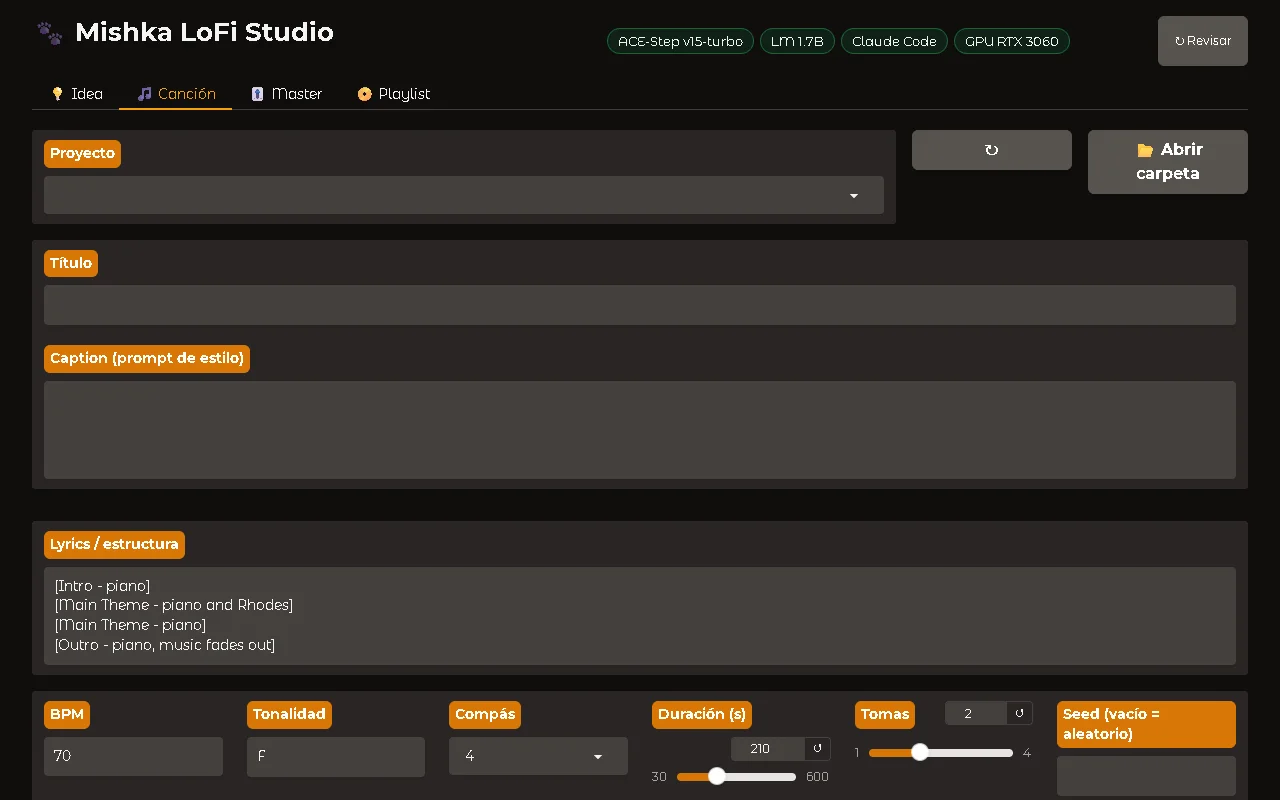 Mishka LoFi Studio
ACE-Step v15-turbo
LM 1.7B
Claude Code
GPU RTX 3060
↻ Revisar
Idea
Canción
Master
Playlist
Proyecto
↻
Abrir
carpeta
Título
Caption (prompt de estilo)
Lyrics / estructura
[Intro - piano]
[Main Theme - piano and Rhodes]
[Main Theme - piano]
[Outro - piano, music fades out]
BPM
70
Tonalidad
F
Compás
4
Duración (s)
210 ↺
30
600
Tomas
2 ↺
1
4
Seed (vacío =
aleatorio)